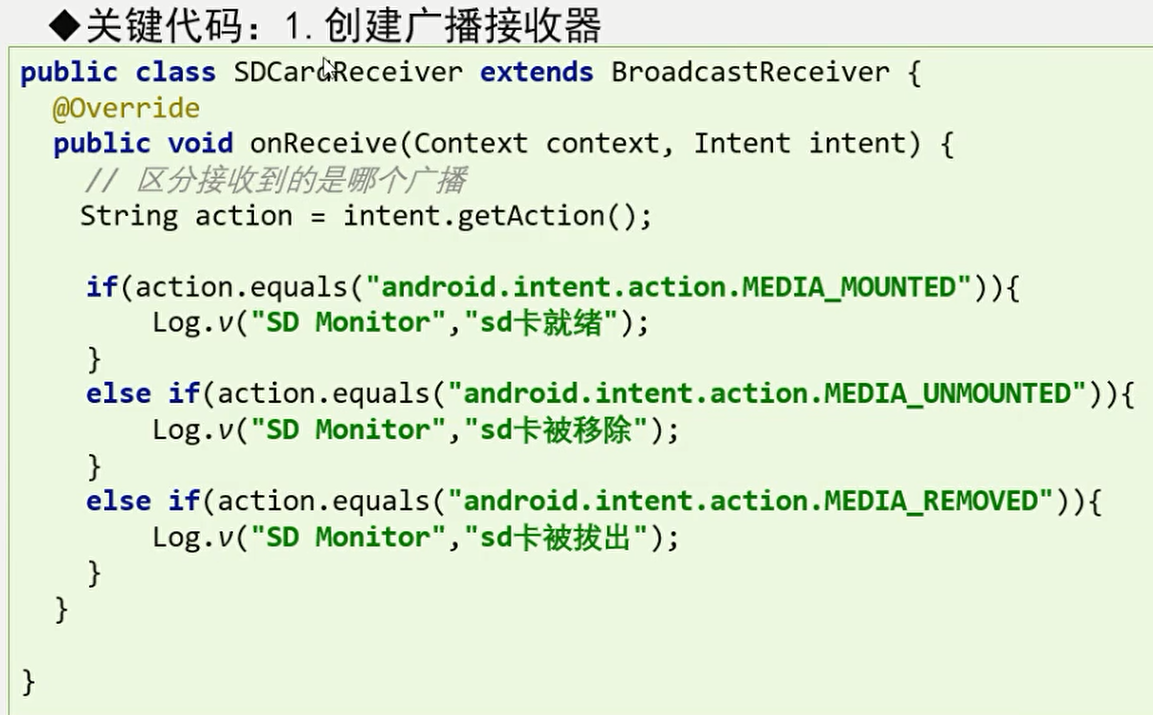 ◆关键代码：1.创建广播接收器
public class SDCardReceiver extends BroadcastReceiver {
@Override
public void onReceive(Context context, Intent intent) {
// 区分接收到的是哪个广播
String action = intent.getAction();
if(action.equals("android.intent.action.MEDIA_MOUNTED")){
Log.v("SD Monitor","sd卡就绪");
}
else if(action.equals("android.intent.action.MEDIA_UNMOUNTED")){
Log.v("SD Monitor","sd卡被移除");
}
else if(action.equals("android.intent.action.MEDIA_REMOVED")){
Log.v("SD Monitor","sd卡被拔出");
}
}
}